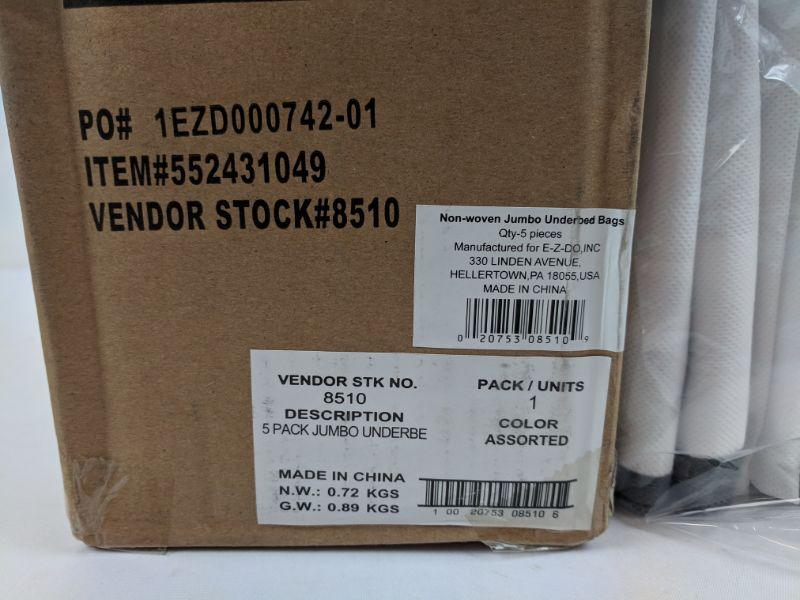 PO# 1EZD000742-01
ITEM#552431049
VENDOR STOCK#8510
Non-woven Jumbo Underbed Bags
Qty-5 pieces
Manufactured for E-Z-DO,INC
330 LINDEN AVENUE,
HELLERTOWN,PA 18055,USA
MADE IN CHINA
0 20753 08510 9
VENDOR STK NO.
8510
DESCRIPTION
5 PACK JUMBO UNDERBE
PACK / UNITS
1
COLOR
ASSORTED
MADE IN CHINA
N.W.: 0.72 KGS
G.W.: 0.89 KGS
1 00 20753 08510 6